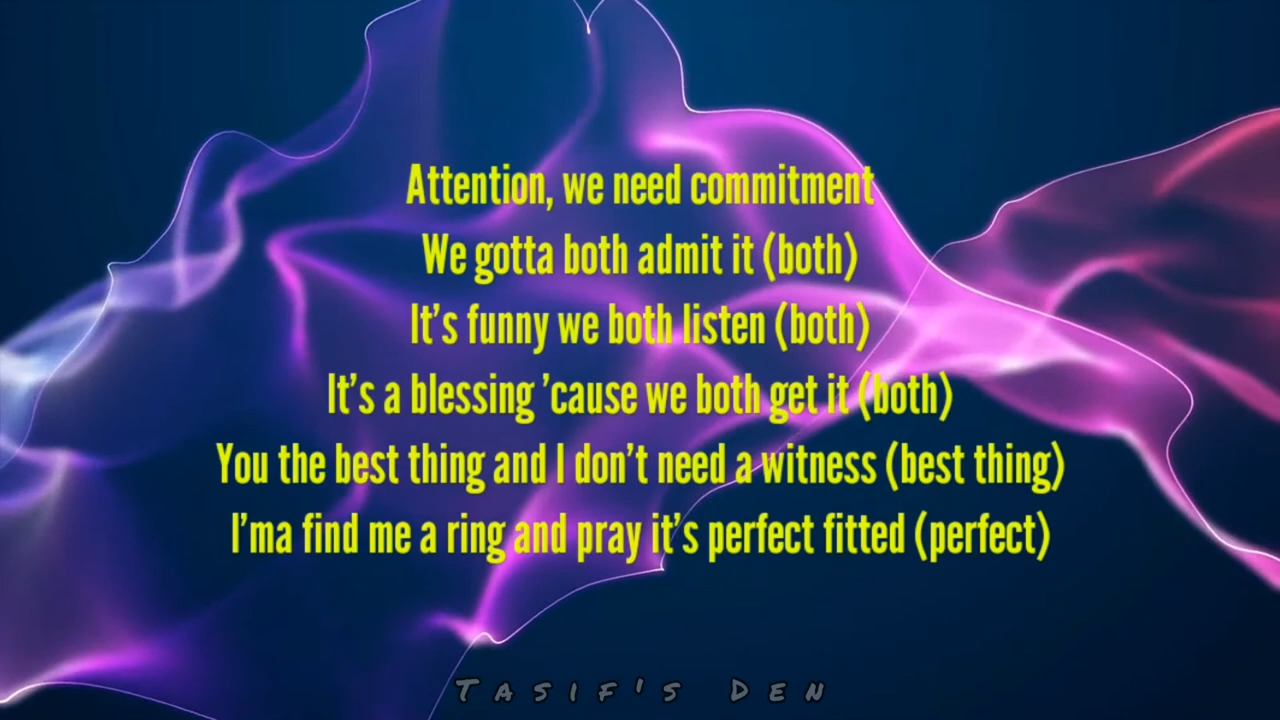 Attention, we need commitment
We gotta both admit it (both)
It's funny we both listen (both)
It's a blessing 'cause we both get it (both)
You the best thing and I don't need a witness (best thing)
I'ma find me a ring and pray it's perfect fitted (perfect)
Tasif's Den